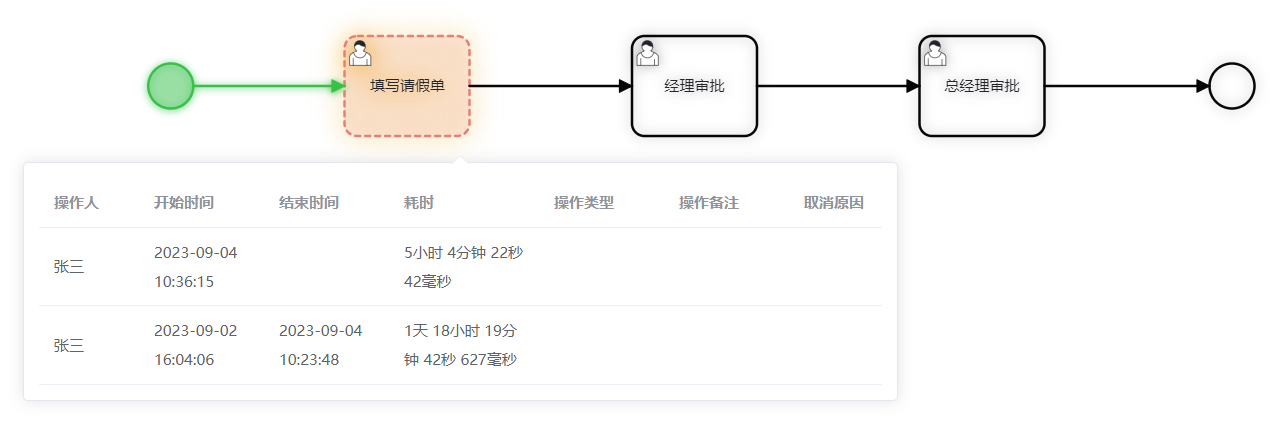 填写请假单
经理审批
总经理审批
操作人 开始时间 结束时间 耗时 操作类型 操作备注 取消原因
张三 2023-09-04 10:36:15 5小时 4分钟 22秒 42毫秒
张三 2023-09-02 16:04:06 2023-09-04 10:23:48 1天 18小时 19分钟 42秒 627毫秒